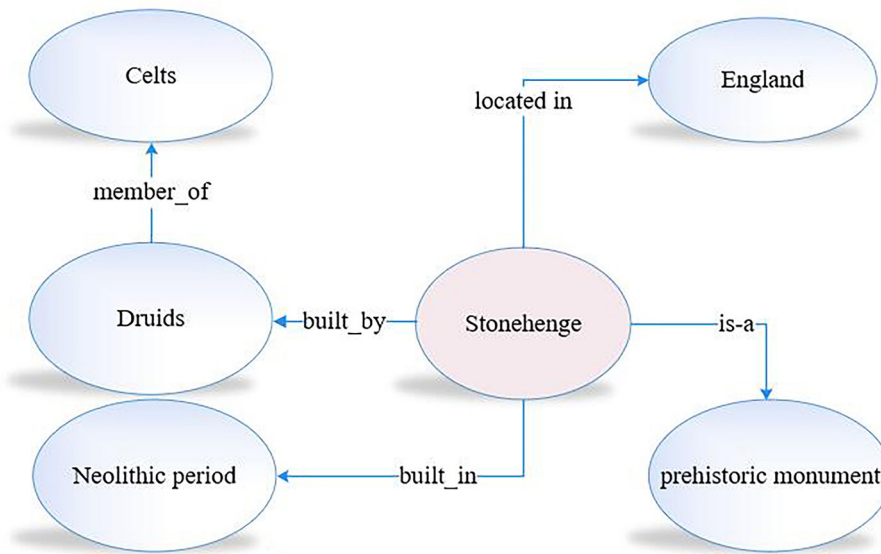 Celts
England
located in
member_of
Druids
built_by
Stonehenge
is-a
Neolithic period
built_in
prehistoric monument